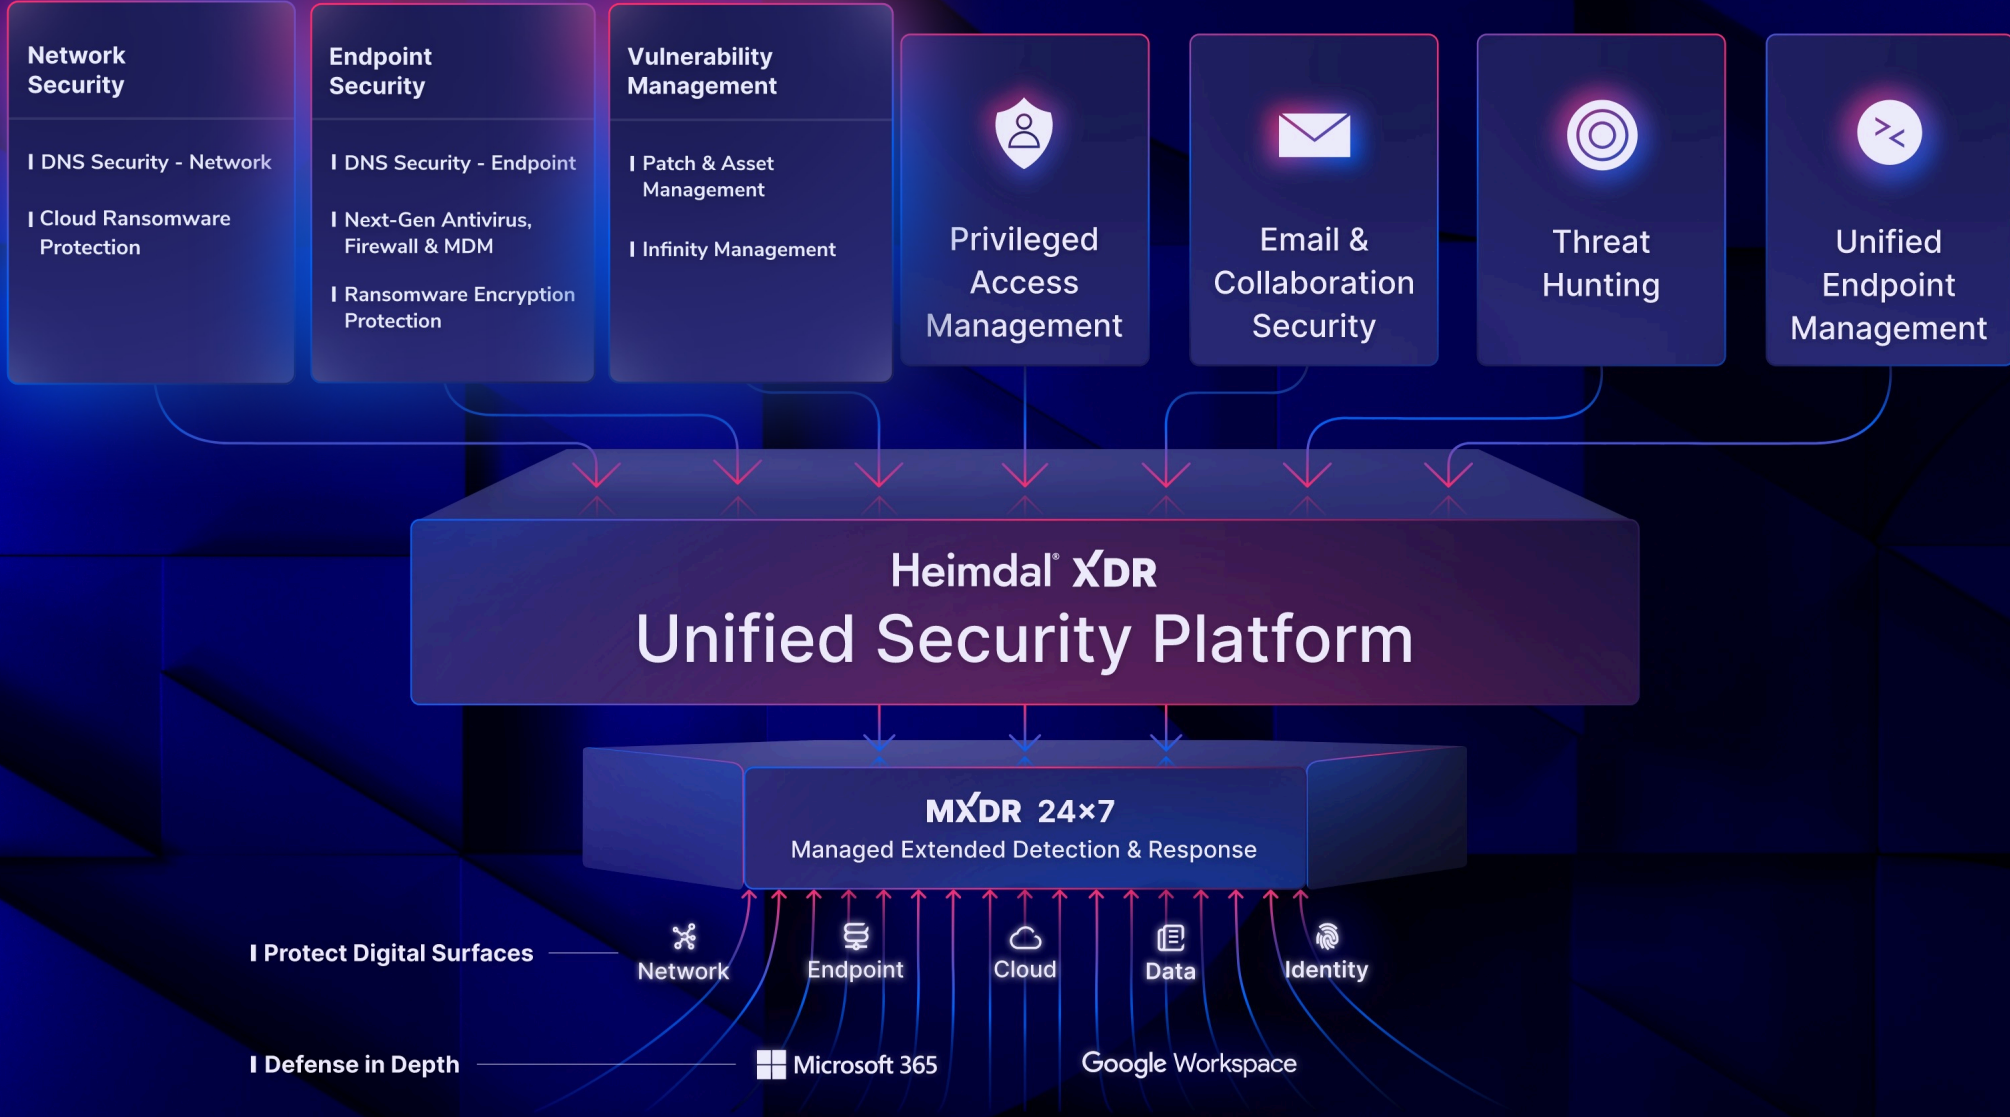 Network
Security
DNS Security - Network
Cloud Ransomware
Protection
Endpoint
Security
DNS Security - Endpoint
Next-Gen Antivirus,
Firewall & MDM
Ransomware Encryption
Protection
Vulnerability
Management
Patch & Asset
Management
Infinity Management
Privileged
Access
Management
Email &
Collaboration
Security
Threat
Hunting
Unified
Endpoint
Management
Heimdal® XDR
Unified Security Platform
MXDR 24×7
Managed Extended Detection & Response
Protect Digital Surfaces
Network
Endpoint
Cloud
Data
Identity
Defense in Depth
Microsoft 365
Google Workspace